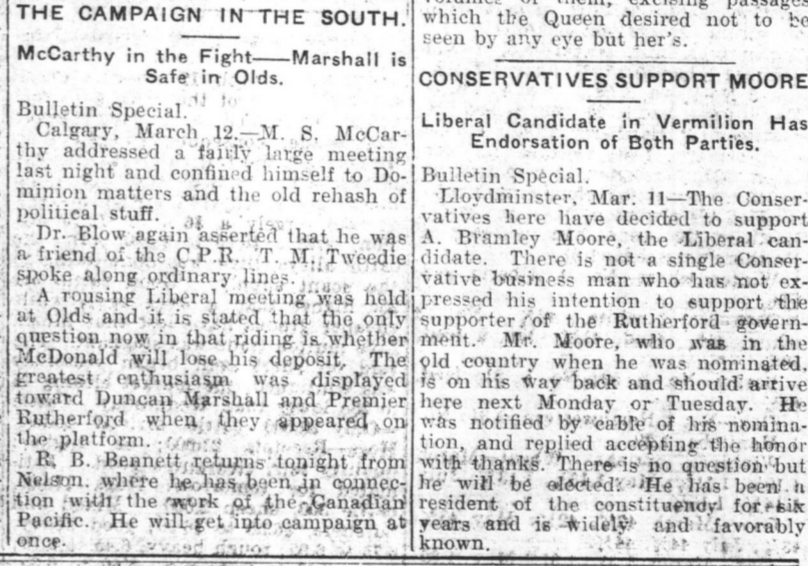 THE CAMPAIGN IN THE SOUTH.
McCarthy in the Fight—Marshall is
Safe in Olds.
Bulletin Special.
Calgary, March 12.—M. S. McCar-
thy addressed a fairly large meeting
last night and confined himself to Do-
minion matters and the old rehash of
political stuff.
Dr. Blow again asserted that he was
a friend of the C.P.R. T. M. Tweedie
spoke along ordinary lines.
A rousing Liberal meeting was held
at Olds and it is stated that the only
question now in that riding is whether
McDonald will lose his deposit. The
greatest enthusiasm was displayed
toward Duncan Marshall and Premier
Rutherford when they appeared on
the platform.
R. B. Bennett returns tonight from
Nelson, where he has been in connec-
tion with the work of the Canadian
Pacific. He will get into campaign at
once.
them, excising passages
which the Queen desired not to be
seen by any eye but her's.
CONSERVATIVES SUPPORT MOORE
Liberal Candidate in Vermilion Has
Endorsation of Both Parties.
Bulletin Special.
Lloydminster, Mar. 11—The Conser-
vatives here have decided to support
A. Bramley Moore, the Liberal can-
didate. There is not a single Conser-
vative business man who has not ex-
pressed his intention to support the
supporter of the Rutherford govern-
ment. Mr. Moore, who was in the
old country when he was nominated,
is on his way back and should arrive
here next Monday or Tuesday. He
was notified by cable of his nomina-
tion, and replied accepting the honor
with thanks. There is no question but
he will be elected. He has been a
resident of the constituency for six
years and is widely and favorably
known.